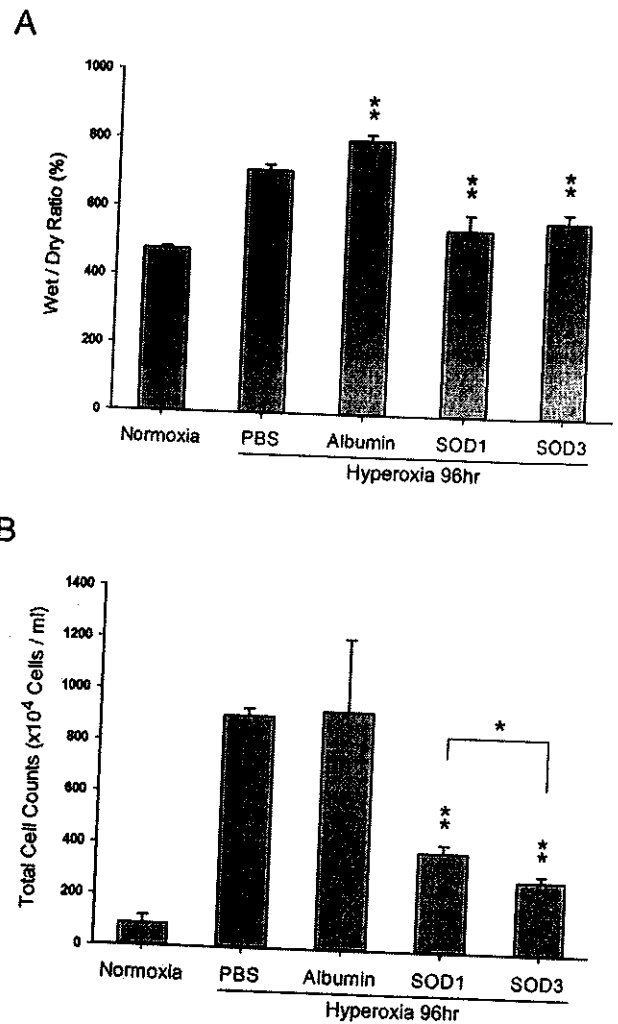 A
1000
800
600
400
200
0
Wet / Dry Ratio (%)
**
**
**
Normoxia PBS Albumin SOD1 SOD3
Hyperoxia 96hr
B
1400
1200
1000
800
600
400
200
0
Total Cell Counts (x10⁴ Cells / ml)
*
**
**
Normoxia PBS Albumin SOD1 SOD3
Hyperoxia 96hr